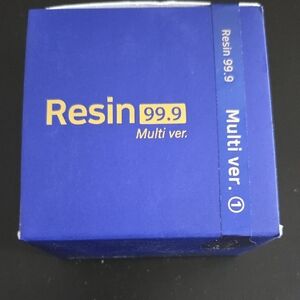 Resin 99.9
Multi ver.
Resin 99.9
Multi ver. ①